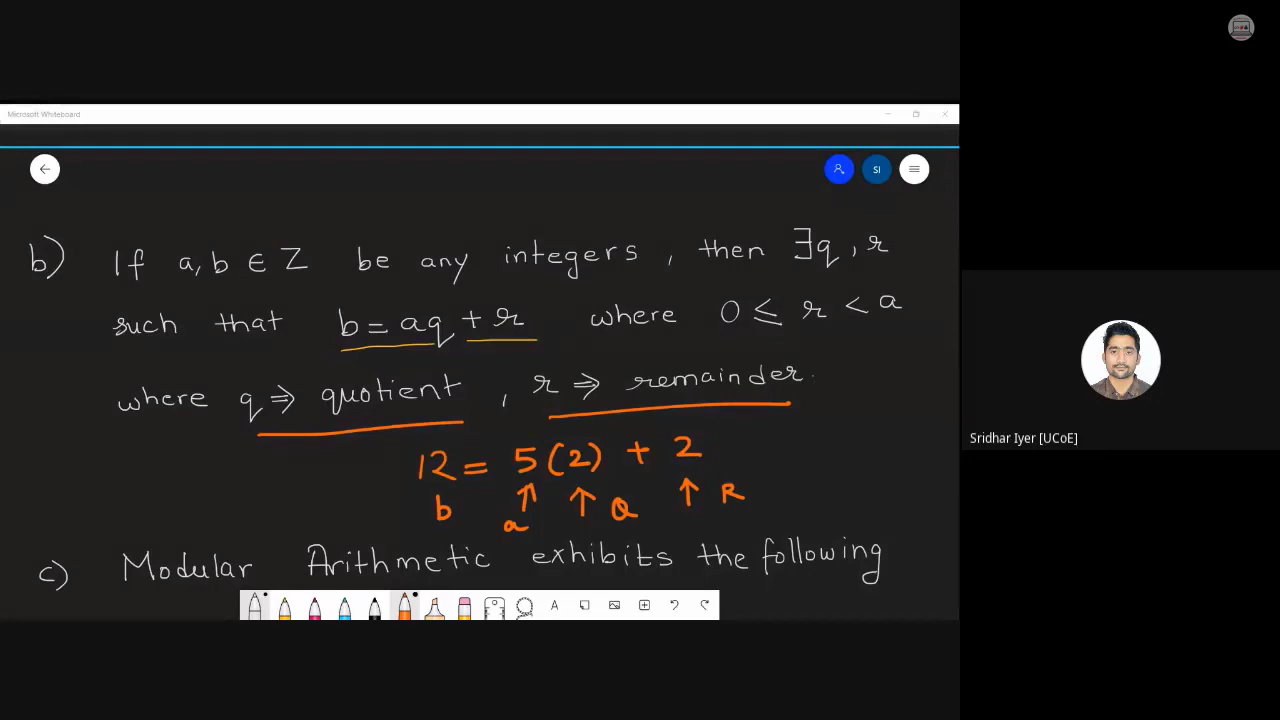 Microsoft Whiteboard
SI
b) If a, b ∈ Z be any integers, then ∃q, r
such that b = aq + r where 0 ≤ r < a
where q ⇒ quotient, r ⇒ remainder.
12 = 5(2) + 2
b a Q R
c) Modular Arithmetic exhibits the following
A
Sridhar Iyer [UCoE]